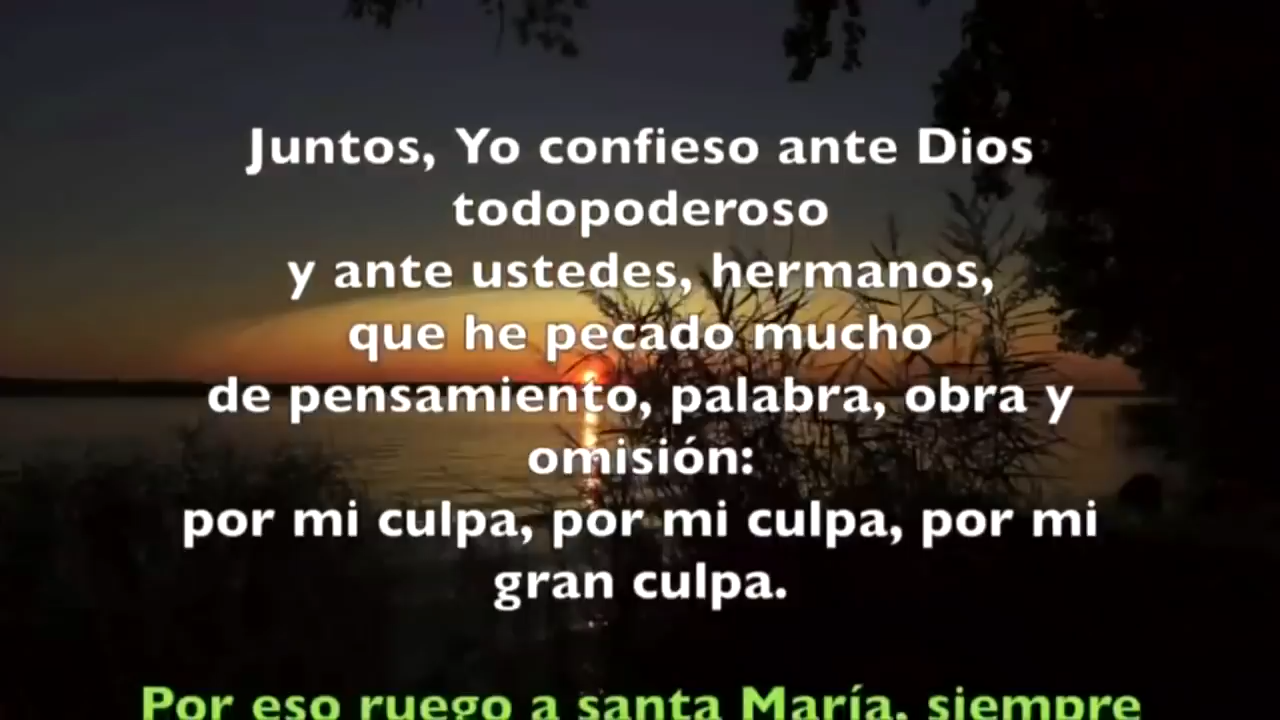 Juntos, Yo confieso ante Dios
todopoderoso
y ante ustedes, hermanos,
que he pecado mucho
de pensamiento, palabra, obra y
omisión:
por mi culpa, por mi culpa, por mi
gran culpa.
Por eso ruego a santa María, siempre